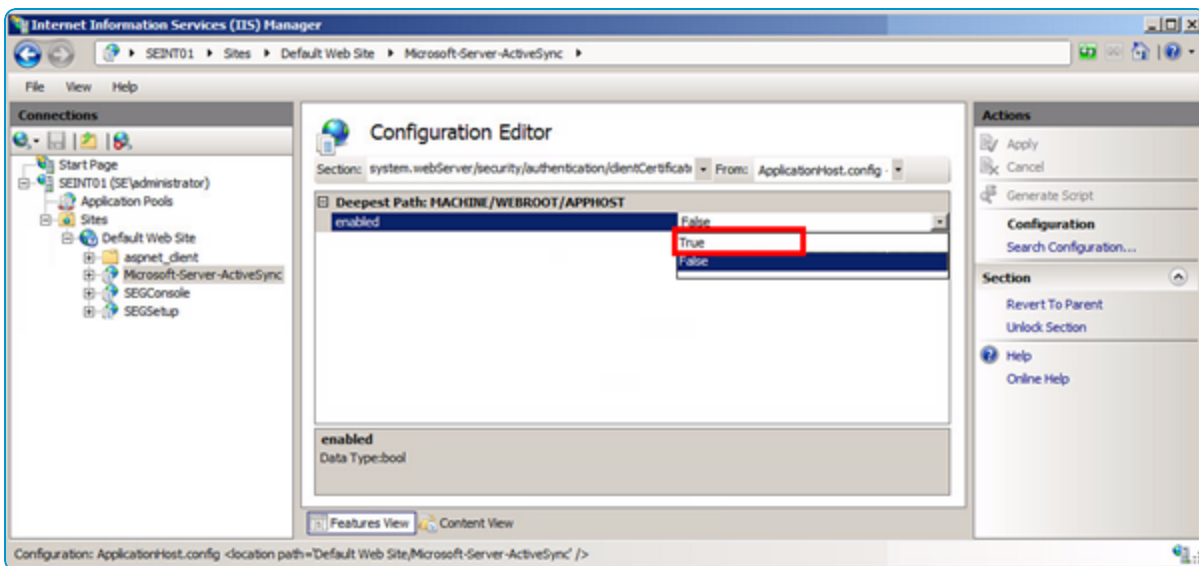 Internet Information Services (IIS) Manager
SEINT01 Sites Default Web Site Microsoft-Server-ActiveSync
File View Help
Connections
Start Page
SEINT01 (SE\administrator)
Application Pools
Sites
Default Web Site
aspnet_client
Microsoft-Server-ActiveSync
SEGConsole
SEGSetup
Configuration Editor
Section: system.webServer/security/authentication/clientCertificate From: ApplicationHost.config
Deepest Path: MACHINE/WEBROOT/APPHOST
enabled False
True
False
enabled
Data Type:bool
Features View Content View
Actions
Apply
Cancel
Generate Script
Configuration
Search Configuration...
Section
Revert To Parent
Unlock Section
Help
Online Help
Configuration: ApplicationHost.config <location path='Default Web Site/Microsoft-Server-ActiveSync' />